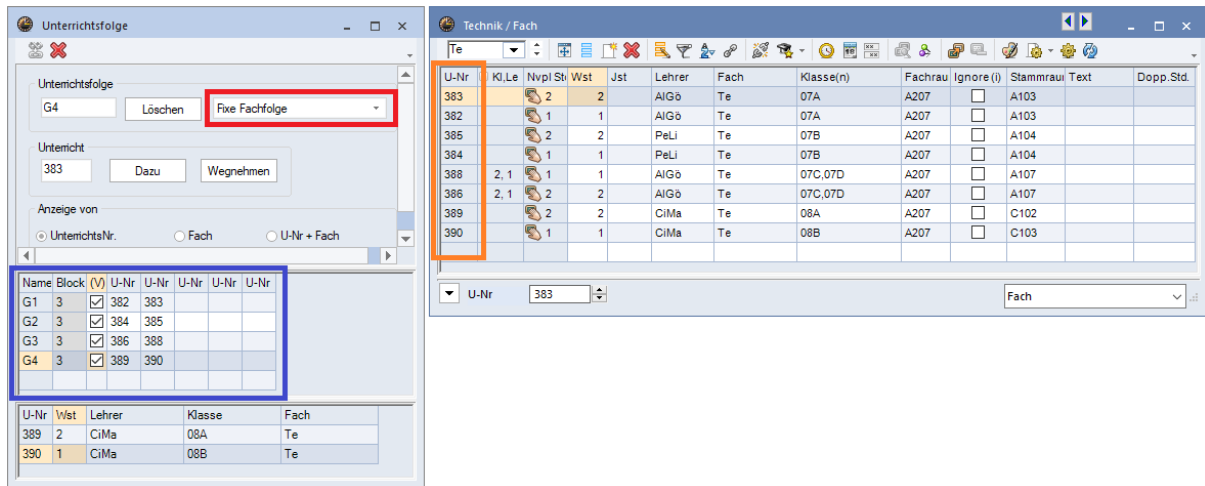 Unterrichtsfolge
Unterrichtsfolge
G4 Löschen Fixe Fachfolge
Unterricht
383 Dazu Wegnehmen
Anzeige von
UnterrichtsNr. Fach U-Nr + Fach
Name Block (V) U-Nr U-Nr U-Nr U-Nr U-Nr
G1 3 382 383
G2 3 384 385
G3 3 386 388
G4 3 389 390
U-Nr Wst Lehrer Klasse Fach
389 2 CiMa 08A Te
390 1 CiMa 08B Te
Technik / Fach
Te
U-Nr Kl,Le Nvpl Ste Wst Jst Lehrer Fach Klasse(n) Fachrau Ignore (i) Stammraur Text Dopp.Std.
383 2 2 AlGö Te 07A A207 A103
382 1 1 AlGö Te 07A A207 A103
385 2 2 PeLi Te 07B A207 A104
384 1 1 PeLi Te 07B A207 A104
388 2, 1 1 1 AlGö Te 07C,07D A207 A107
386 2, 1 2 2 AlGö Te 07C,07D A207 A107
389 2 2 CiMa Te 08A A207 C102
390 1 1 CiMa Te 08B A207 C103
U-Nr 383 Fach